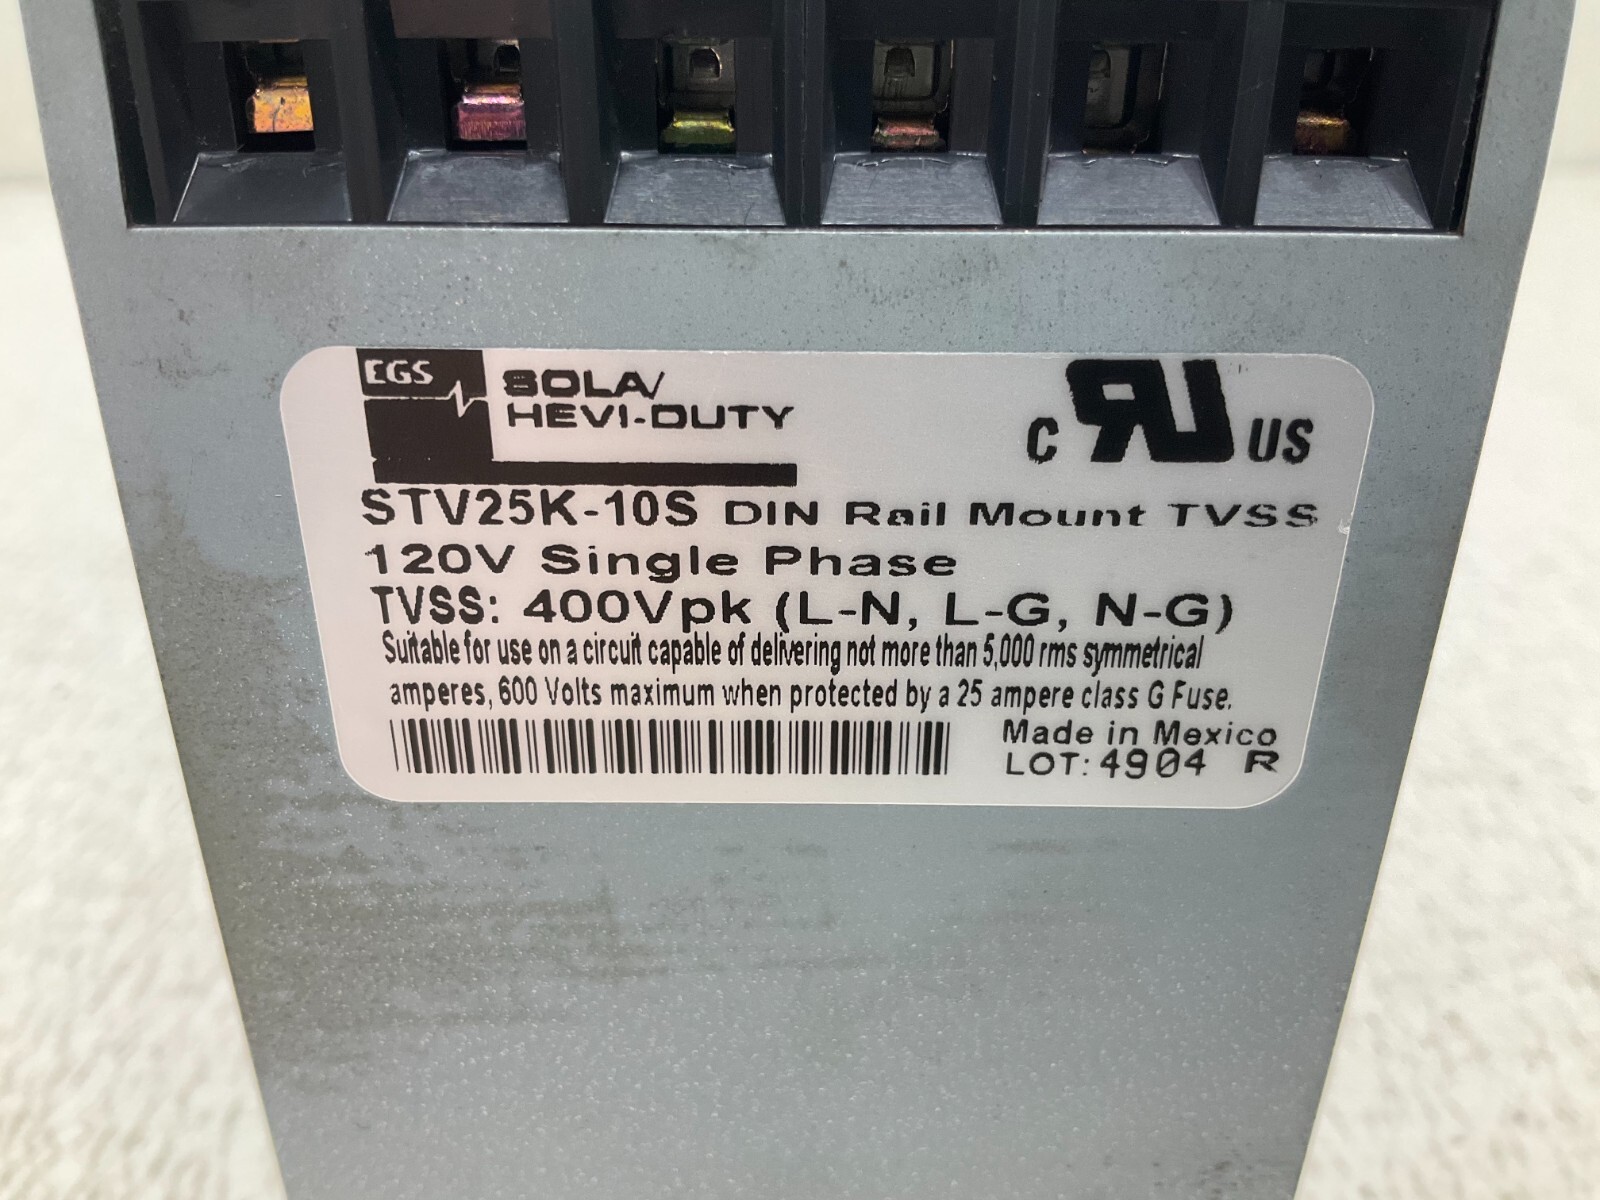 EGS
SOLA/
HEVI-DUTY
C RU US
STV25K-10S DIN Rail Mount TVSS
120V Single Phase
TVSS: 400Vpk (L-N, L-G, N-G)
Suitable for use on a circuit capable of delivering not more than 5,000 rms symmetrical
amperes, 600 Volts maximum when protected by a 25 ampere class G Fuse.
Made in Mexico
LOT: 4904 R